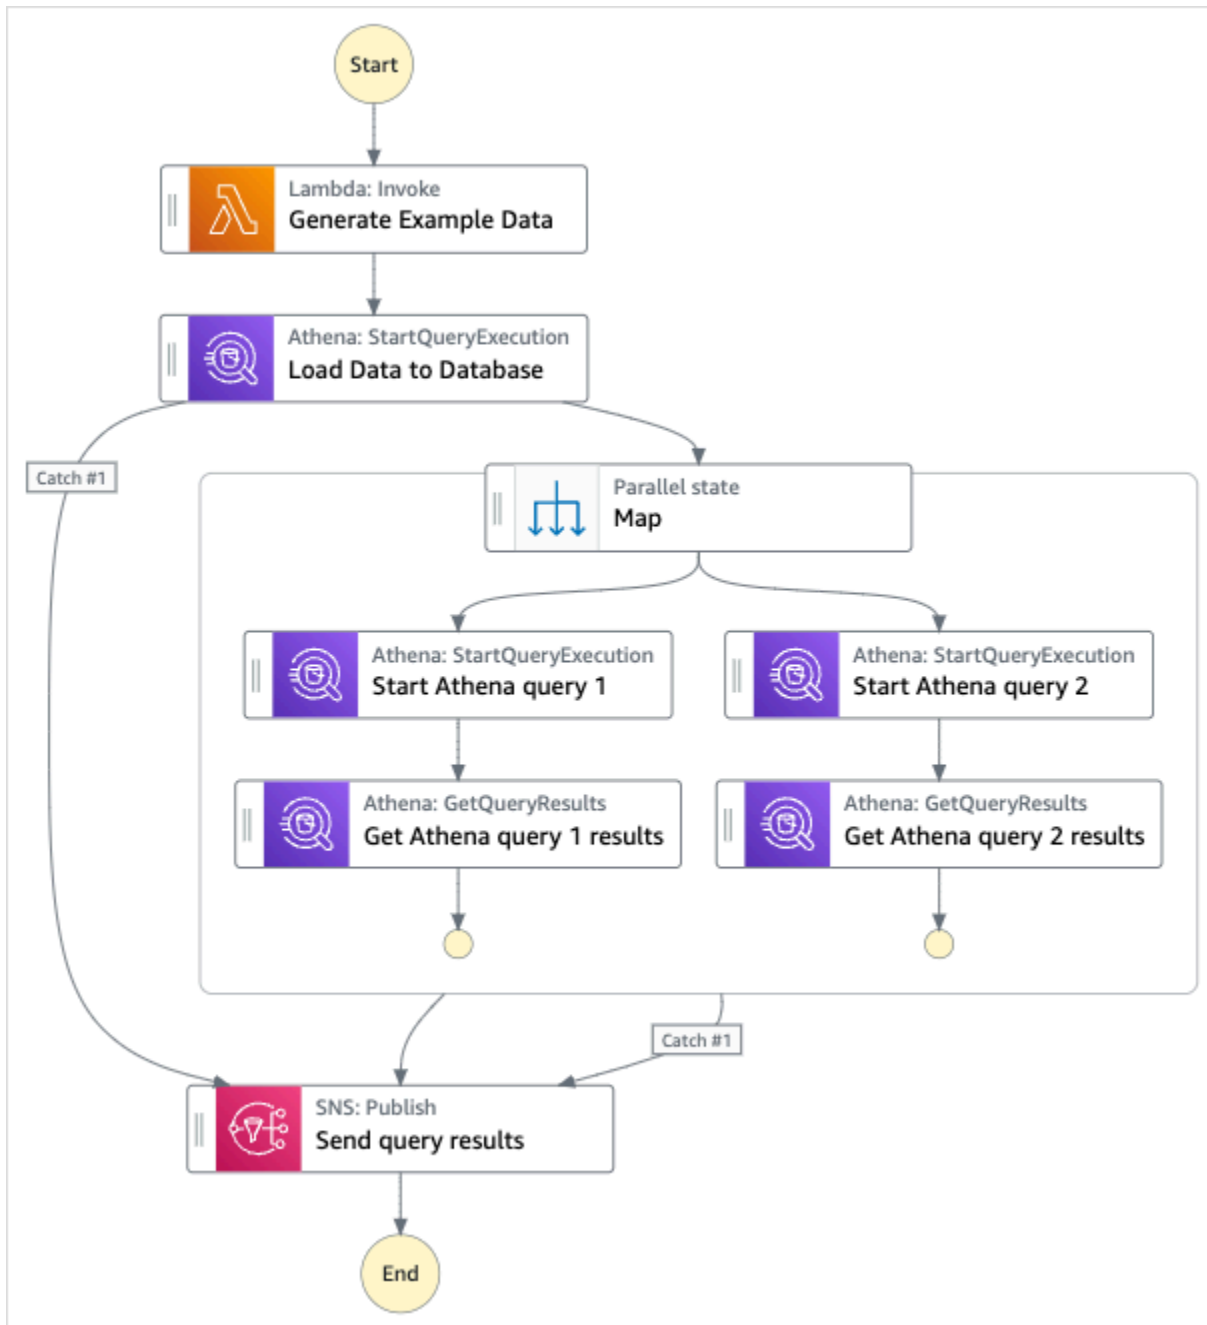 Start
Lambda: Invoke
Generate Example Data
Athena: StartQueryExecution
Load Data to Database
Catch #1
Parallel state
Map
Athena: StartQueryExecution
Start Athena query 1
Athena: StartQueryExecution
Start Athena query 2
Athena: GetQueryResults
Get Athena query 1 results
Athena: GetQueryResults
Get Athena query 2 results
Catch #1
SNS: Publish
Send query results
End